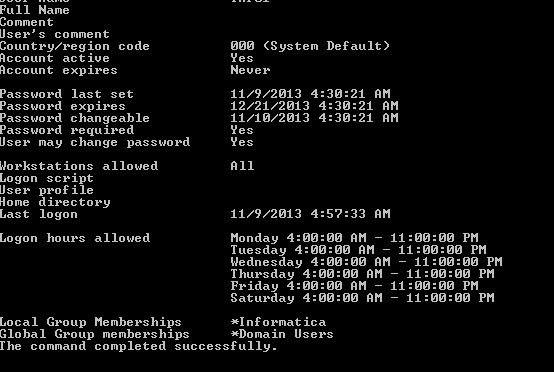 Full Name
Comment
User's comment
Country/region code 000 (System Default)
Account active Yes
Account expires Never
Password last set 11/9/2013 4:30:21 AM
Password expires 12/21/2013 4:30:21 AM
Password changeable 11/10/2013 4:30:21 AM
Password required Yes
User may change password Yes
Workstations allowed All
Logon script
User profile
Home directory
Last logon 11/9/2013 4:57:33 AM
Logon hours allowed Monday 4:00:00 AM - 11:00:00 PM
Tuesday 4:00:00 AM - 11:00:00 PM
Wednesday 4:00:00 AM - 11:00:00 PM
Thursday 4:00:00 AM - 11:00:00 PM
Friday 4:00:00 AM - 11:00:00 PM
Saturday 4:00:00 AM - 11:00:00 PM
Local Group Memberships *Informatica
Global Group memberships *Domain Users
The command completed successfully.